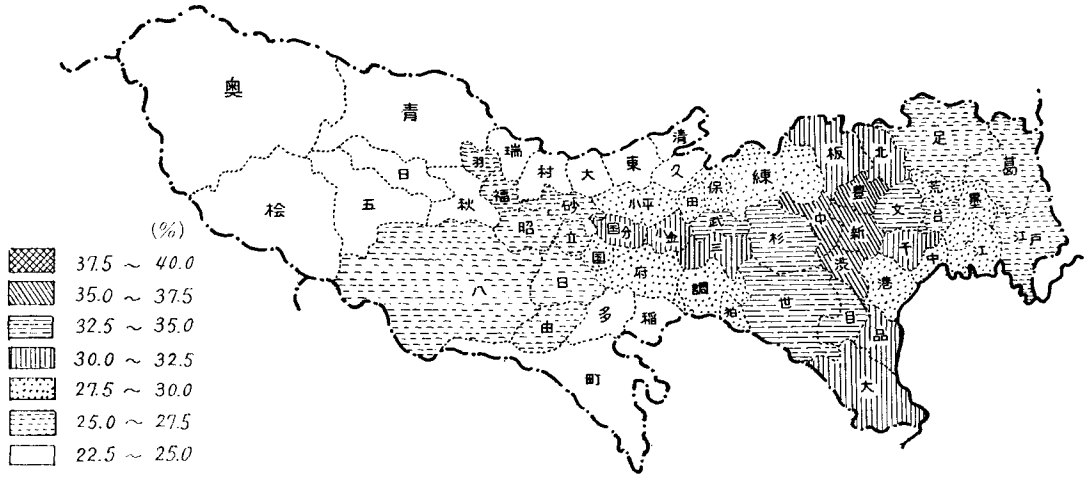 奥
青
清
瑞
村
大
東
久
羽
日
五
秋
福
桧
昭
砂
立
小平
国分
小金
田
保
武
三
練
板
北
足
葛
豊
文
荒
台
墨
中
新
渋
杉
千
中
江
江戸
港
八
日
国
府
調
狛
世
目
品
大
由
多
稲
町
(%)
37.5 ～ 40.0
35.0 ～ 37.5
32.5 ～ 35.0
30.0 ～ 32.5
27.5 ～ 30.0
25.0 ～ 27.5
22.5 ～ 25.0